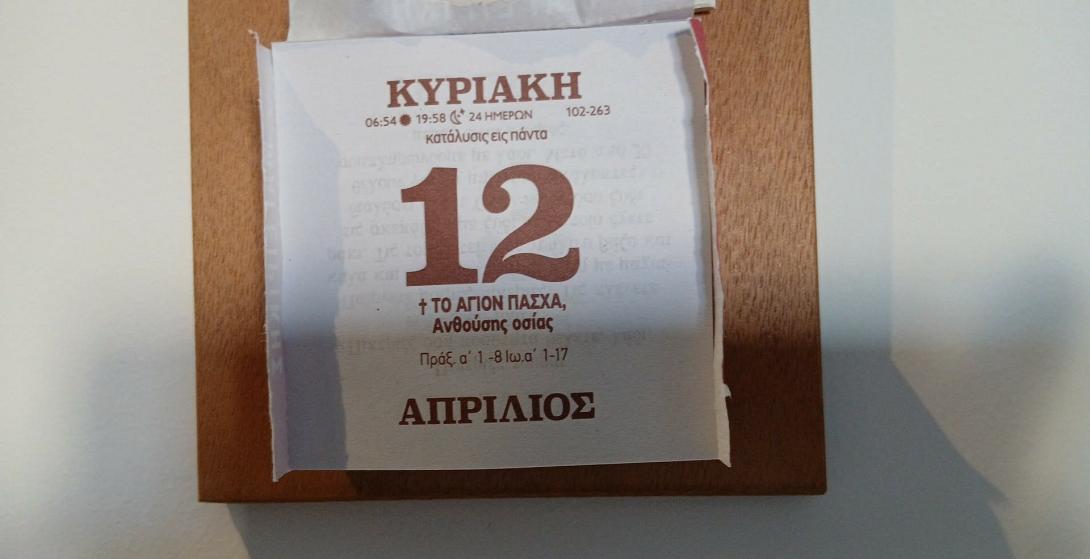 ΚΥΡΙΑΚΗ
06:54 19:58 24 ΗΜΕΡΩΝ 102-263
κατάλυσις εις πάντα
12
† ΤΟ ΑΓΙΟΝ ΠΑΣΧΑ,
Ανθούσης οσίας
Πράξ. α΄ 1 -8 Ιω.α΄ 1-17
ΑΠΡΙΛΙΟΣ